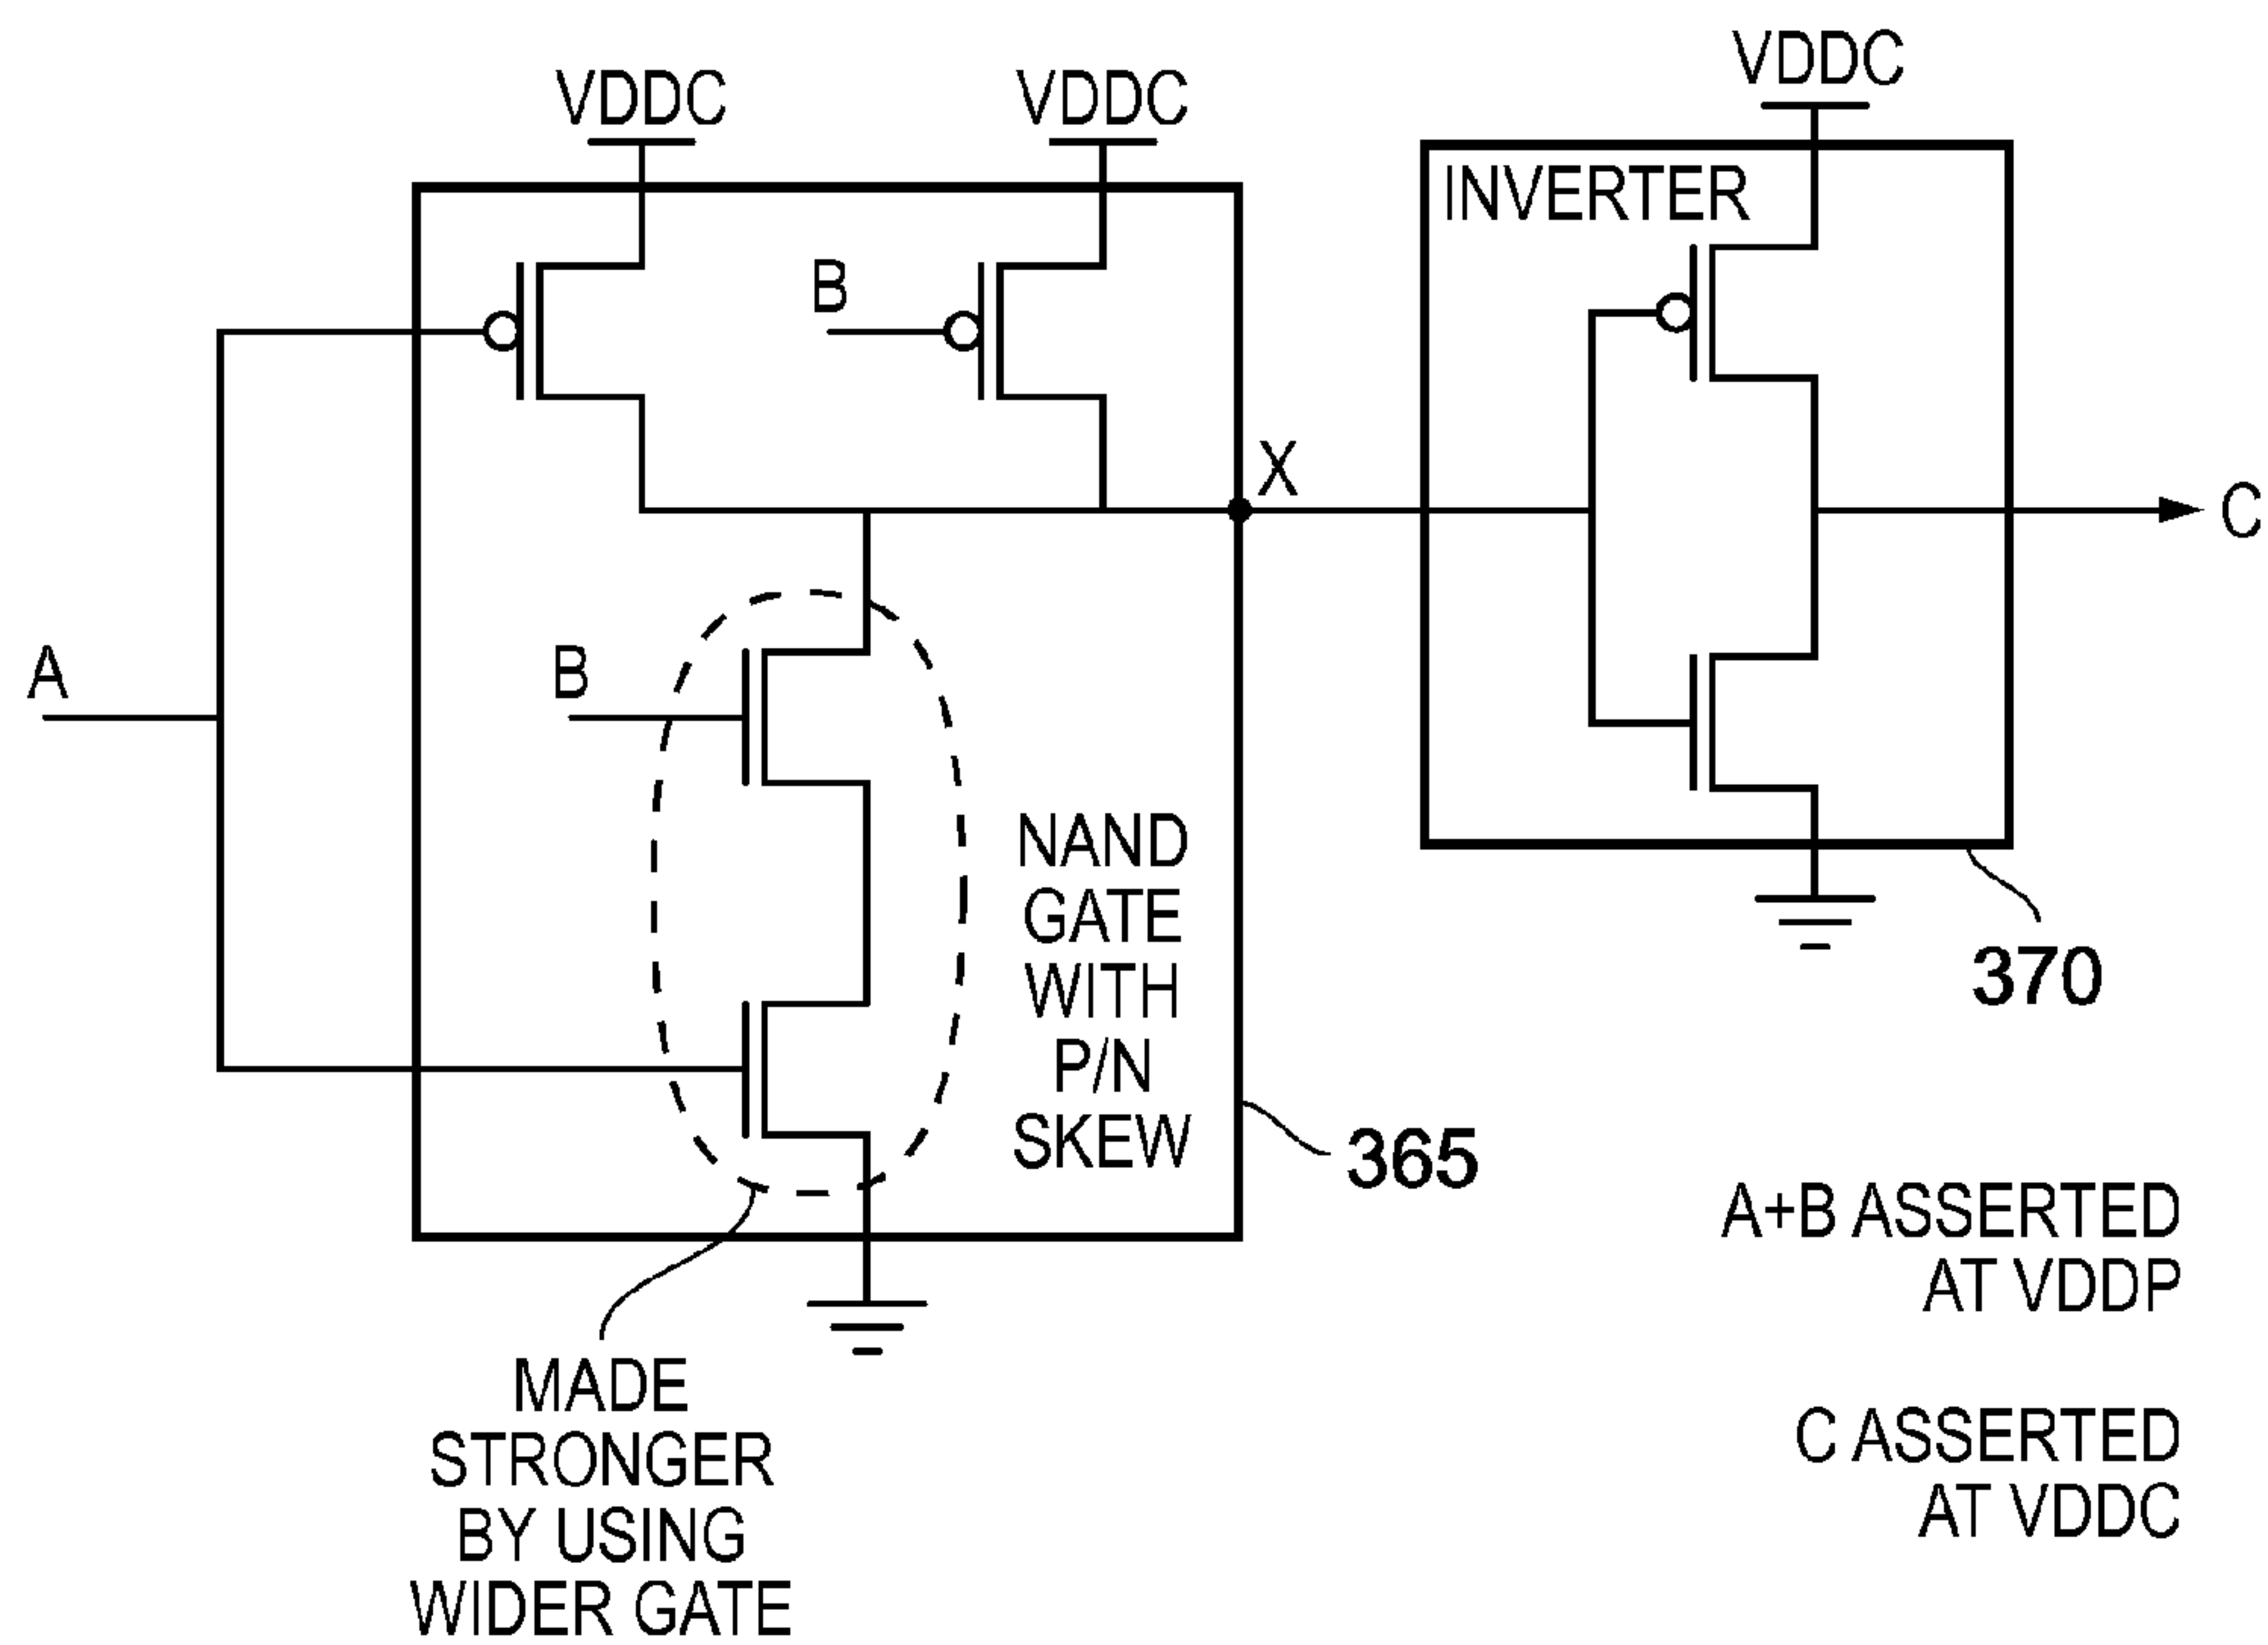 VDDC
VDDC
VDDC
INVERTER
B
X
C
A
B
NAND
GATE
WITH
P/N
SKEW
370
365
A+B ASSERTED
AT VDDP
MADE
STRONGER
BY USING
WIDER GATE
C ASSERTED
AT VDDC